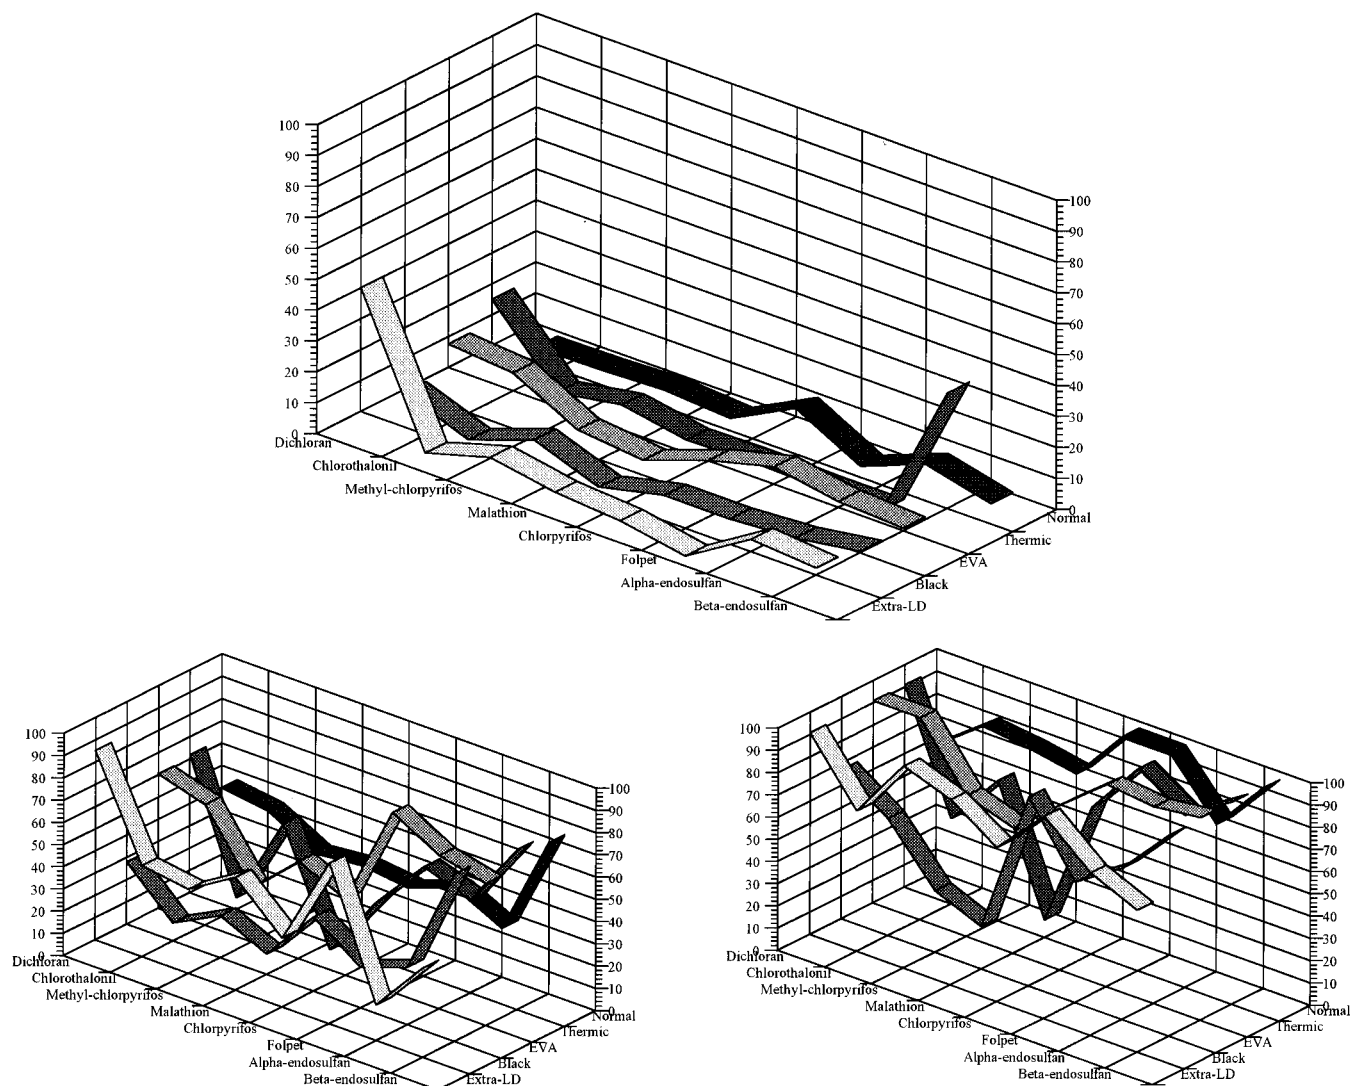 100
90
80
70
60
50
40
30
20
10
0
Dichloran
Chlorothalonil
Methyl-chlorpyrifos
Malathion
Chlorpyrifos
Folpet
Alpha-endosulfan
Beta-endosulfan
100
90
80
70
60
50
40
30
20
10
0
Normal
Thermic
EVA
Black
Extra-LD
100
90
80
70
60
50
40
30
20
10
0
Dichloran
Chlorothalonil
Methyl-chlorpyrifos
Malathion
Chlorpyrifos
Folpet
Alpha-endosulfan
Beta-endosulfan
100
90
80
70
60
50
40
30
20
10
0
Normal
Thermic
EVA
Black
Extra-LD
100
90
80
70
60
50
40
30
20
10
0
Dichloran
Chlorothalonil
Methyl-chlorpyrifos
Malathion
Chlorpyrifos
Folpet
Alpha-endosulfan
Beta-endosulfan
100
90
80
70
60
50
40
30
20
10
0
Normal
Thermic
EVA
Black
Extra-LD